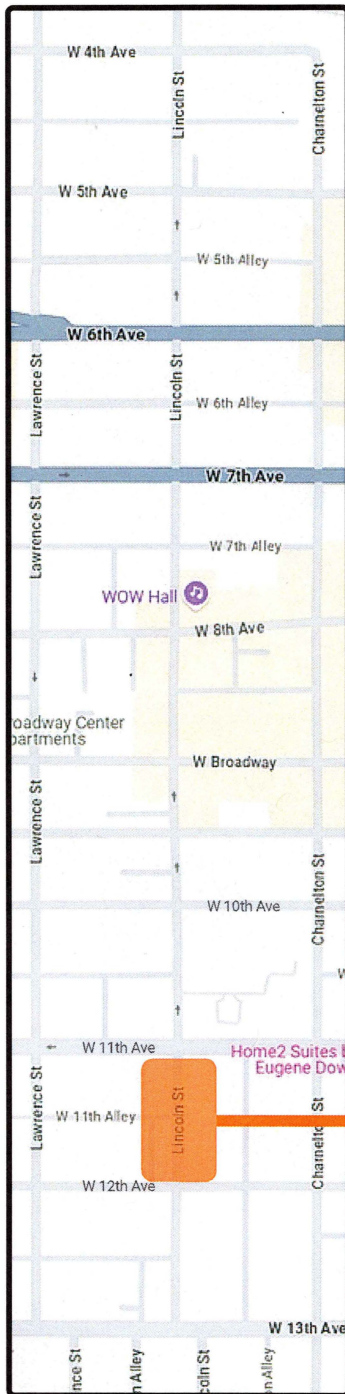 W 4th Ave
Lincoln St
Charnelton St
W 5th Ave
W 5th Alley
W 6th Ave
Lawrence St
Lincoln St
W 6th Alley
W 7th Ave
Lawrence St
W 7th Alley
WOW Hall
W 8th Ave
roadway Center
partments
W Broadway
Lawrence St
Charnelton St
W 10th Ave
W
W 11th Ave
Home2 Suites b
Eugene Dow
Lawrence St
W 11th Alley
Lincoln St
Charnelton St
W 12th Ave
W 13th Ave
nce St
n Alley
coln St
on Alley